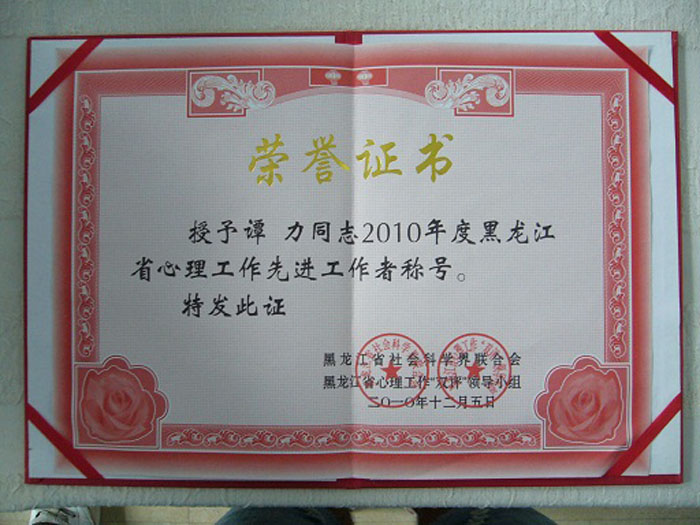 荣誉证书
授予谭 力同志2010年度黑龙江
省心理工作先进工作者称号。
特发此证
黑龙江省社会科学界联合会
黑龙江省心理工作“双评”领导小组
二〇一〇年十二月五日